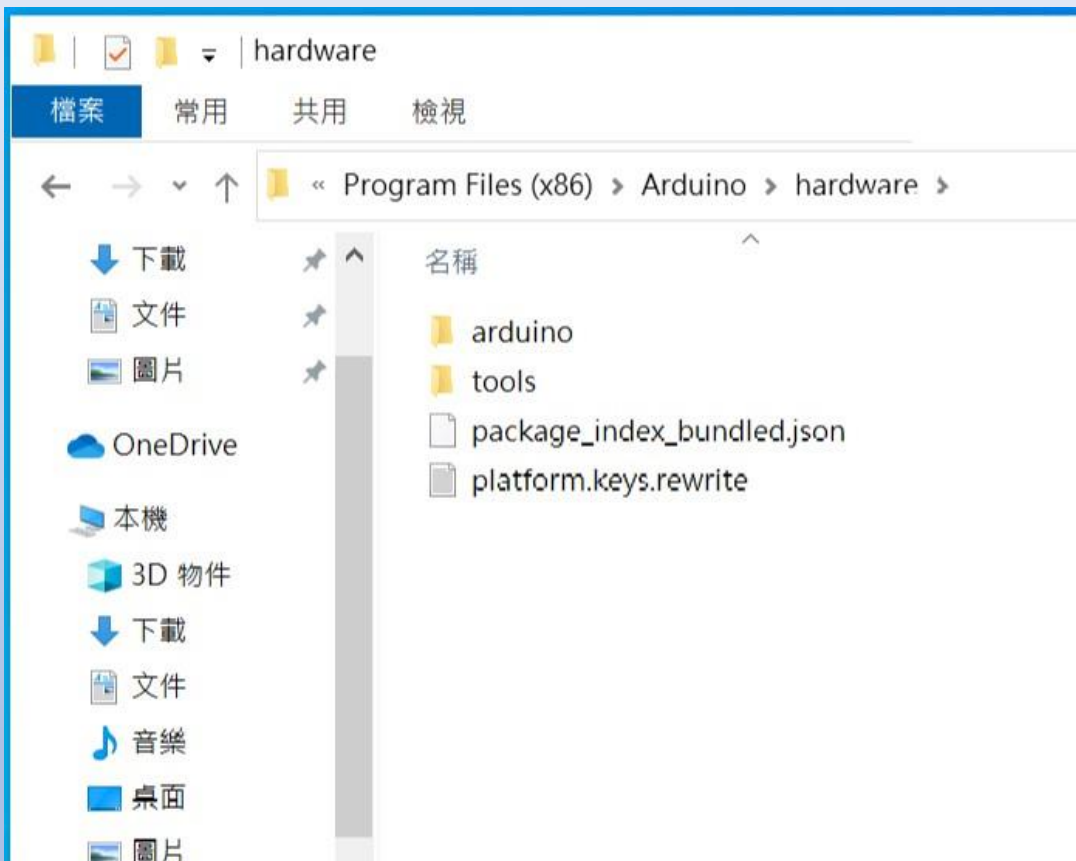 hardware
檔案 常用 共用 檢視
« Program Files (x86) > Arduino > hardware >
下載
文件
圖片
OneDrive
本機
3D 物件
下載
文件
音樂
桌面
圖片
名稱
arduino
tools
package_index_bundled.json
platform.keys.rewrite